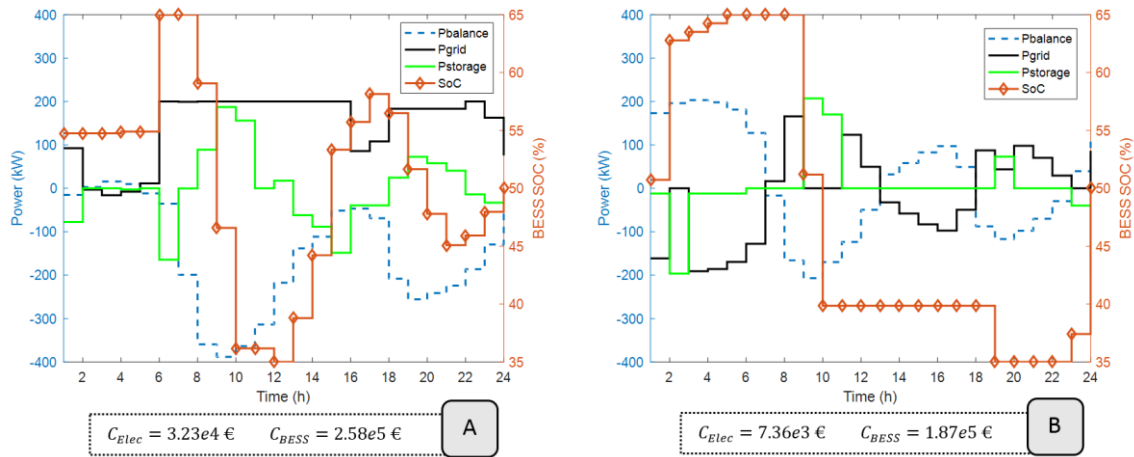 400
300
200
100
0
-100
-200
-300
-400
Power (kW)
65
60
55
50
45
40
35
BESS SOC (%)
Pbalance
Pgrid
Pstorage
SoC
2 4 6 8 10 12 14 16 18 20 22 24
Time (h)
C_Elec = 3.23e4 € C_BESS = 2.58e5 €
A
400
300
200
100
0
-100
-200
-300
-400
Power (kW)
65
60
55
50
45
40
35
BESS SOC (%)
Pbalance
Pgrid
Pstorage
SoC
2 4 6 8 10 12 14 16 18 20 22 24
Time (h)
C_Elec = 7.36e3 € C_BESS = 1.87e5 €
B